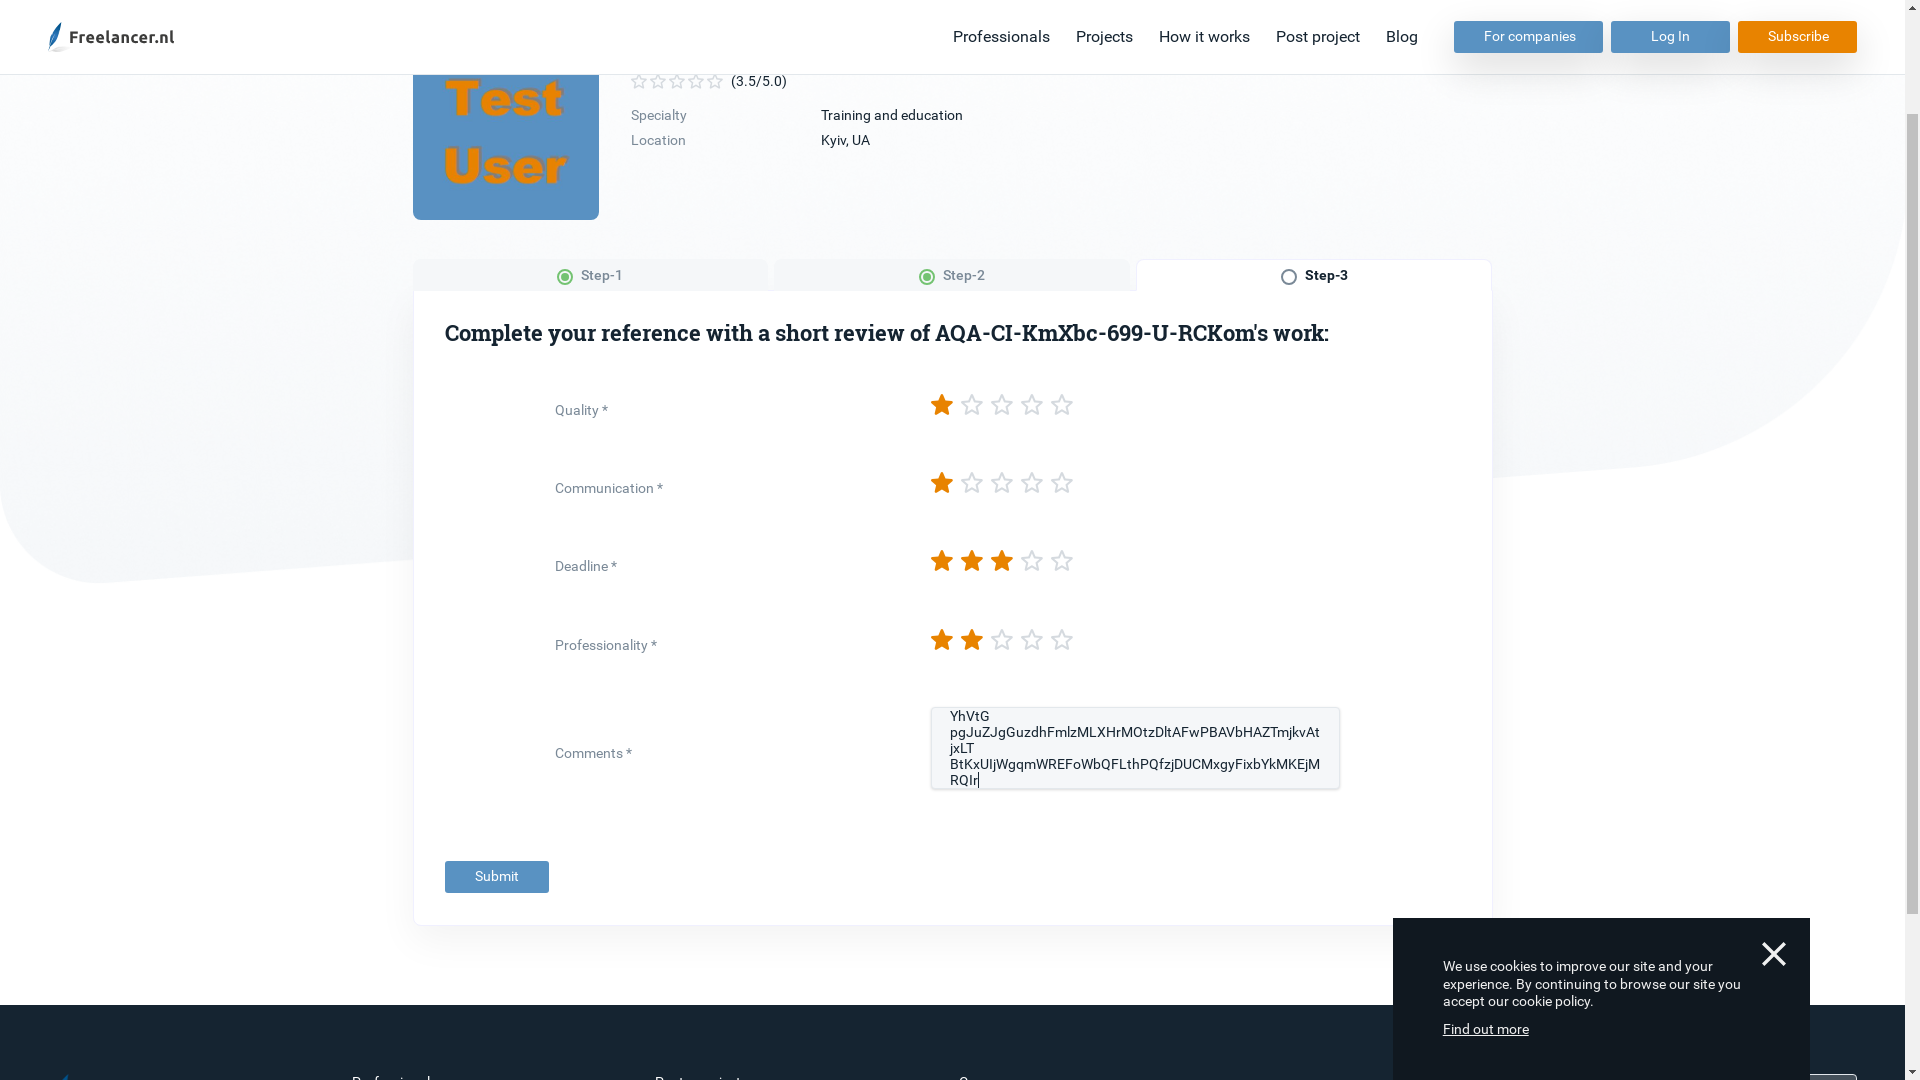 Freelancer.nl
Professionals
Projects
How it works
Post project
Blog
For companies
Log In
Subscribe
Test
User
(3.5/5.0)
Specialty
Training and education
Location
Kyiv, UA
Step-1
Step-2
Step-3
Complete your reference with a short review of AQA-CI-KmXbc-699-U-RCKom's work:
Quality *
Communication *
Deadline *
Professionality *
Comments *
YhVtG
pgJuZJgGuzdhFmlzMLXHrMOtzDltAFwPBAVbHAZTmjkvAt
jxLT
BtKxUIjWgqmWREFoWbQFLthPQfzjDUCMxgyFixbYkMKEjM
RQIr
Submit
We use cookies to improve our site and your
experience. By continuing to browse our site you
accept our cookie policy.
Find out more